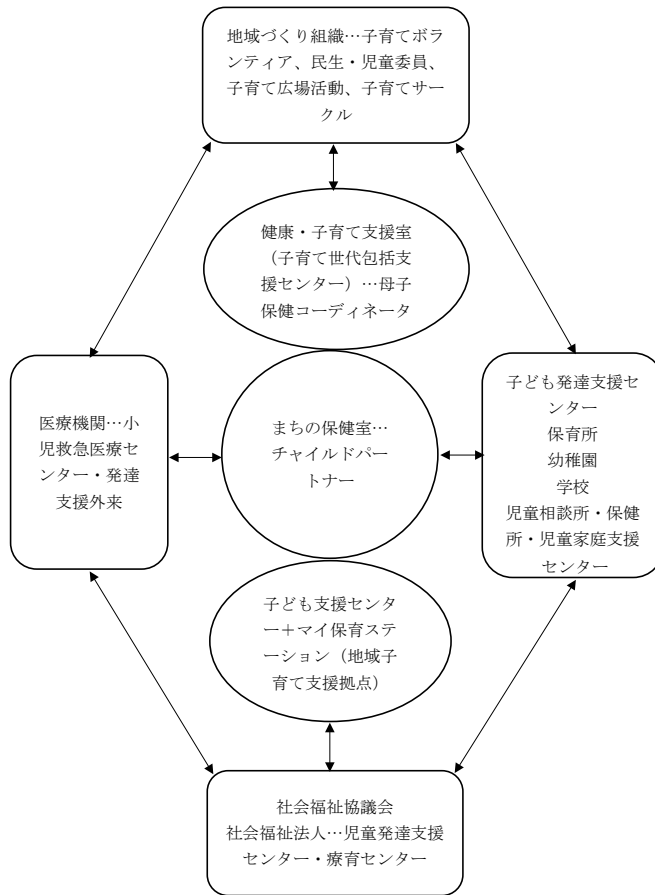 地域づくり組織…子育てボラ
ンティア、民生・児童委員、
子育て広場活動、子育てサー
クル
健康・子育て支援室
（子育て世代包括支
援センター）…母子
保健コーディネータ
医療機関…小
児救急医療セ
ンター・発達
支援外来
まちの保健室…
チャイルドパー
トナー
子ども発達支援セ
ンター
保育所
幼稚園
学校
児童相談所・保健
所・児童家庭支援
センター
子ども支援センタ
ー＋マイ保育ステ
ーション（地域子
育て支援拠点）
社会福祉協議会
社会福祉法人…児童発達支援
センター・療育センター